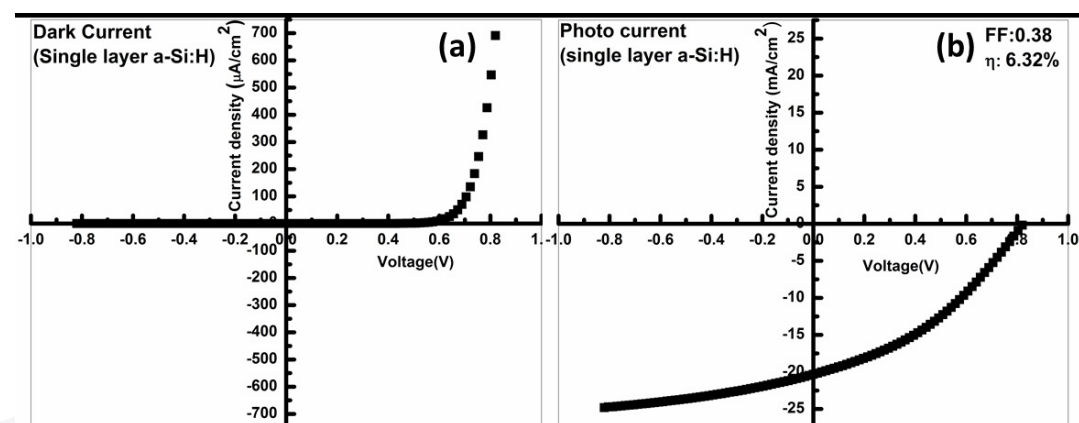 Dark Current
(Single layer a-Si:H)
(a)
Current density (μA/cm²)
700
600
500
400
300
200
100
0
-100
-200
-300
-400
-500
-600
-700
-1.0 -0.8 -0.6 -0.4 -0.2 0.0 0.2 0.4 0.6 0.8 1.
Voltage(V)
Photo current
(single layer a-Si:H)
(b)
FF:0.38
η: 6.32%
Current density (mA/cm²)
25
20
15
10
5
0
-5
-10
-15
-20
-25
-1.0 -0.8 -0.6 -0.4 -0.2 0.0 0.2 0.4 0.6 0.8 1.0
Voltage(V)